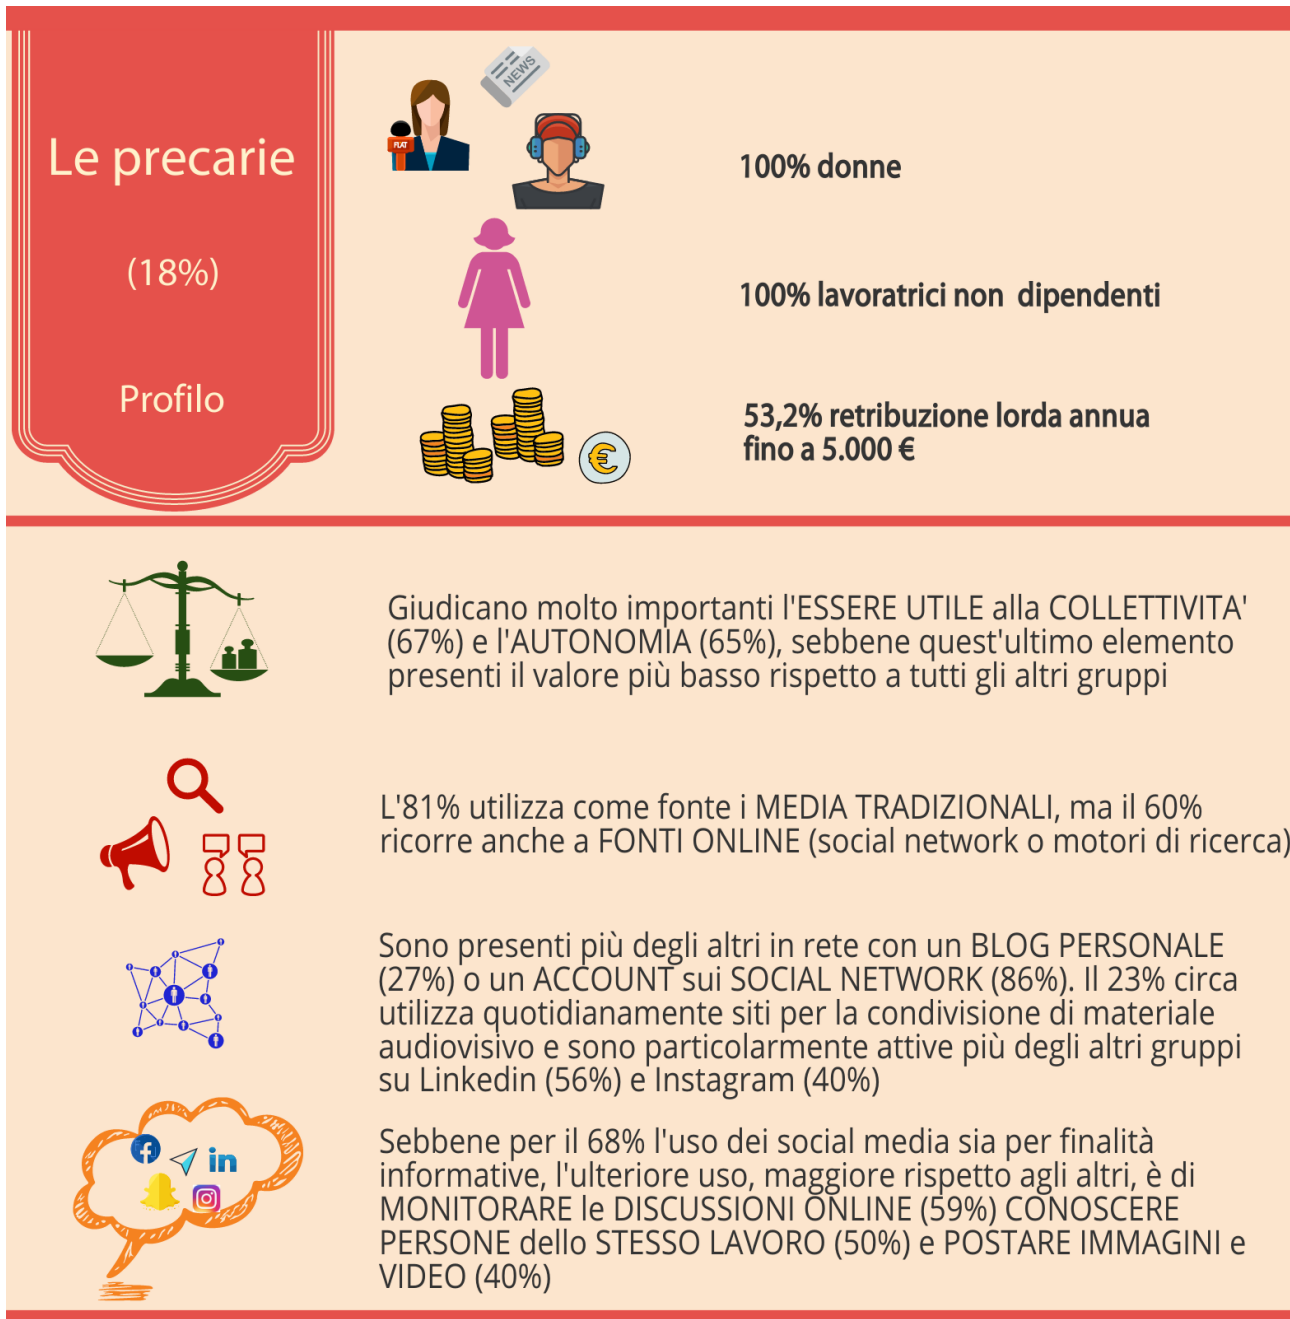 Le precarie
(18%)
Profilo
NEWS
FLAT
100% donne
100% lavoratrici non  dipendenti
53,2% retribuzione lorda annua
fino a 5.000 €
Giudicano molto importanti l'ESSERE UTILE alla COLLETTIVITA'
(67%) e l'AUTONOMIA (65%), sebbene quest'ultimo elemento
presenti il valore più basso rispetto a tutti gli altri gruppi
L'81% utilizza come fonte i MEDIA TRADIZIONALI, ma il 60%
ricorre anche a FONTI ONLINE (social network o motori di ricerca)
Sono presenti più degli altri in rete con un BLOG PERSONALE
(27%) o un ACCOUNT sui SOCIAL NETWORK (86%). Il 23% circa
utilizza quotidianamente siti per la condivisione di materiale
audiovisivo e sono particolarmente attive più degli altri gruppi
su Linkedin (56%) e Instagram (40%)
Sebbene per il 68% l'uso dei social media sia per finalità
informative, l'ulteriore uso, maggiore rispetto agli altri, è di
MONITORARE le DISCUSSIONI ONLINE (59%) CONOSCERE
PERSONE dello STESSO LAVORO (50%) e POSTARE IMMAGINI e
VIDEO (40%)
in